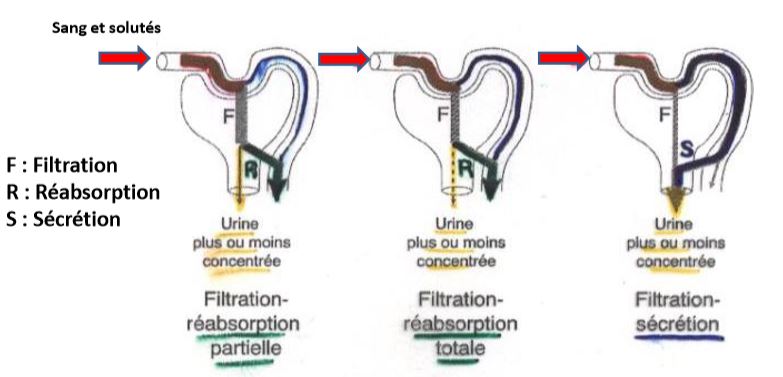 Sang et solutés
F : Filtration
R : Réabsorption
S : Sécrétion
F
R
Urine
plus ou moins
concentrée
Filtration-
réabsorption
partielle
F
R
Urine
plus ou moins
concentrée
Filtration-
réabsorption
totale
F
S
Urine
plus ou moins
concentrée
Filtration-
sécrétion